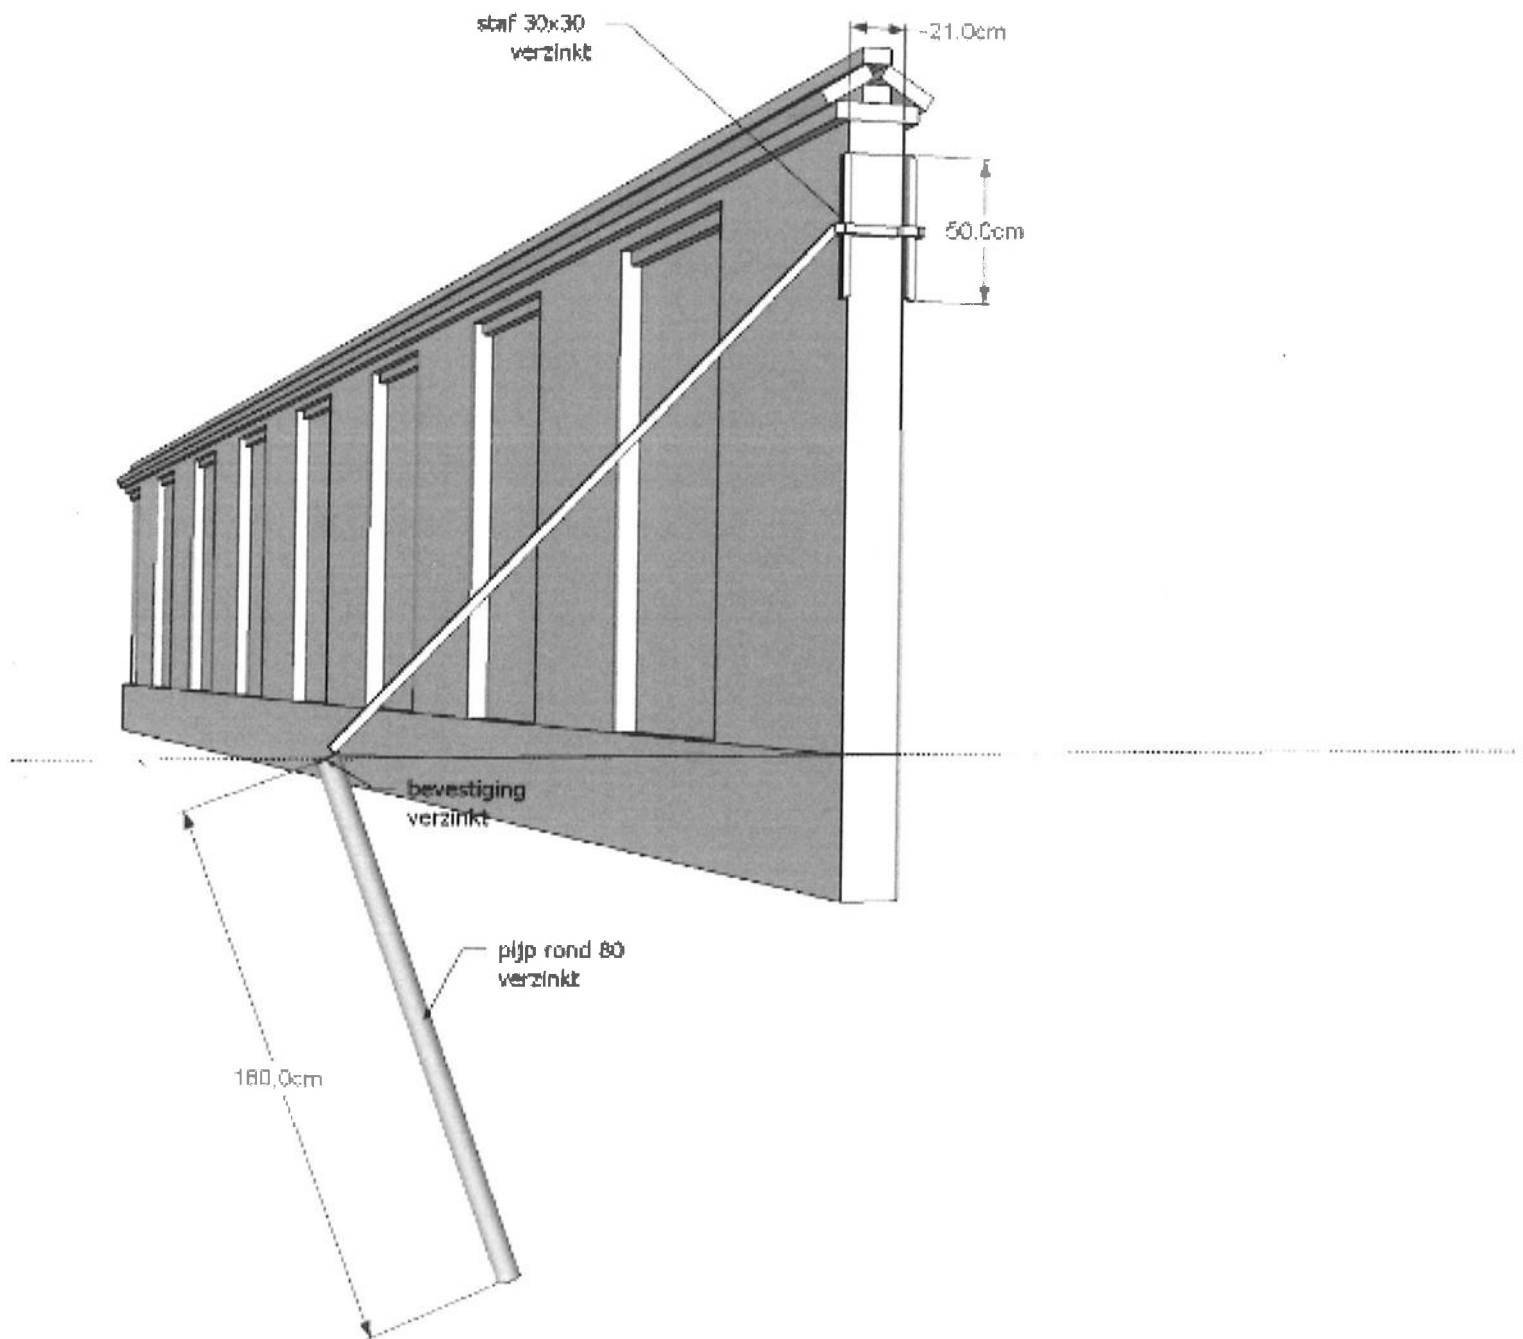 staf 30x30
verzinkt
~21.0cm
50.0cm
bevestiging
verzinkt
pijp rond 80
verzinkt
180,0cm